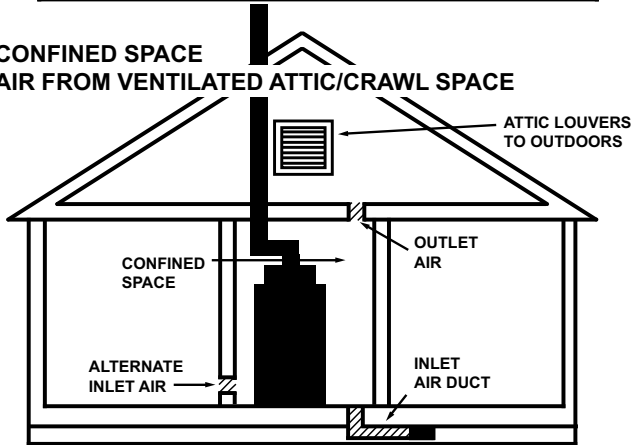 CONFINED SPACE
AIR FROM VENTILATED ATTIC/CRAWL SPACE
ATTIC LOUVERS
TO OUTDOORS
OUTLET
AIR
CONFINED
SPACE
ALTERNATE
INLET AIR
INLET
AIR DUCT